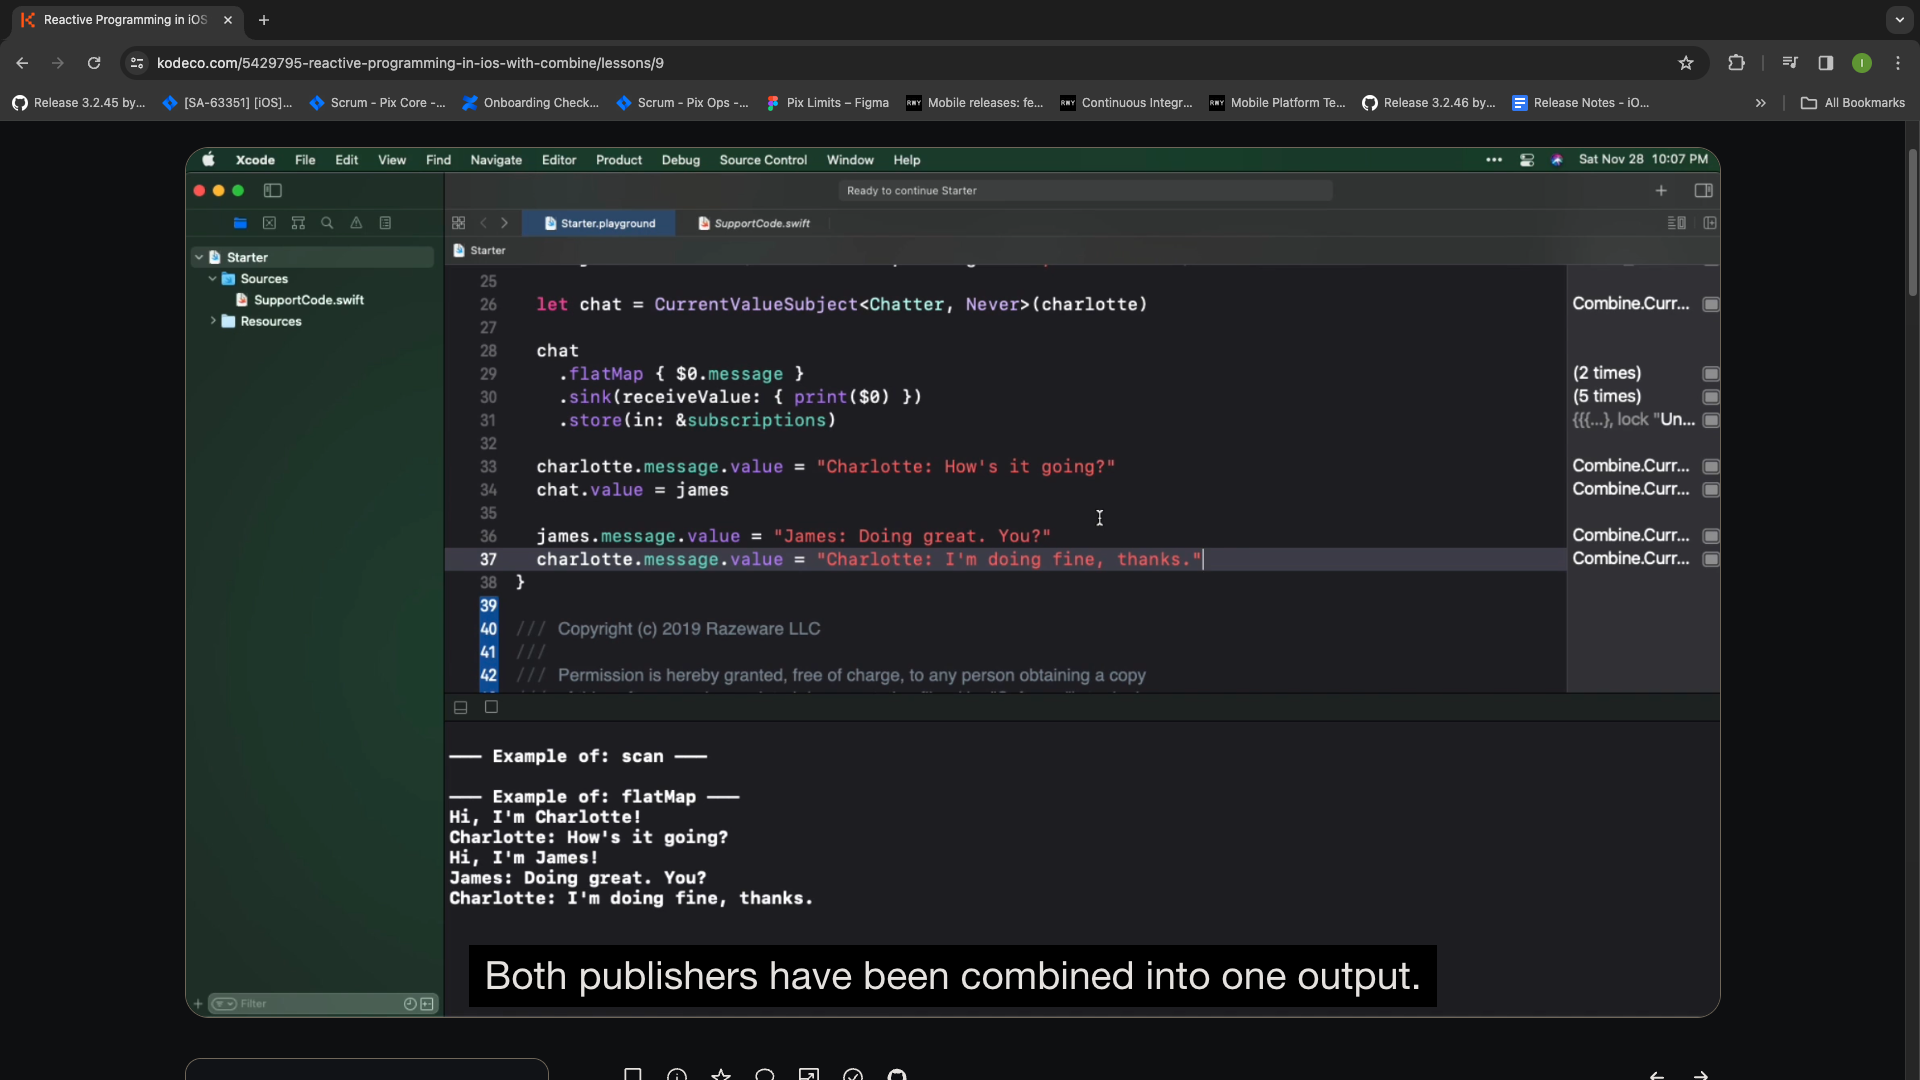 Reactive Programming in iOS
kodeco.com/5429795-reactive-programming-in-ios-with-combine/lessons/9
I
Release 3.2.45 by...
[SA-63351] [iOS]...
Scrum - Pix Core -...
Onboarding Check...
Scrum - Pix Ops -...
Pix Limits – Figma
Mobile releases: fe...
Continuous Integr...
Mobile Platform Te...
Release 3.2.46 by...
Release Notes - iO...
All Bookmarks
Xcode File Edit View Find Navigate Editor Product Debug Source Control Window Help
Sat Nov 28 10:07 PM
Ready to continue Starter
Starter.playground
SupportCode.swift
Starter
Starter
Sources
SupportCode.swift
Resources
25
26 let chat = CurrentValueSubject<Chatter, Never>(charlotte) Combine.Curr...
27
28 chat
29 .flatMap { $0.message } (2 times)
30 .sink(receiveValue: { print($0) }) (5 times)
31 .store(in: &subscriptions) {{{...}, lock "Un...
32
33 charlotte.message.value = "Charlotte: How's it going?" Combine.Curr...
34 chat.value = james Combine.Curr...
35
36 james.message.value = "James: Doing great. You?" Combine.Curr...
37 charlotte.message.value = "Charlotte: I'm doing fine, thanks." Combine.Curr...
38 }
39
40 /// Copyright (c) 2019 Razeware LLC
41 ///
42 /// Permission is hereby granted, free of charge, to any person obtaining a copy
—— Example of: scan ——
—— Example of: flatMap ——
Hi, I'm Charlotte!
Charlotte: How's it going?
Hi, I'm James!
James: Doing great. You?
Charlotte: I'm doing fine, thanks.
Both publishers have been combined into one output.
Filter